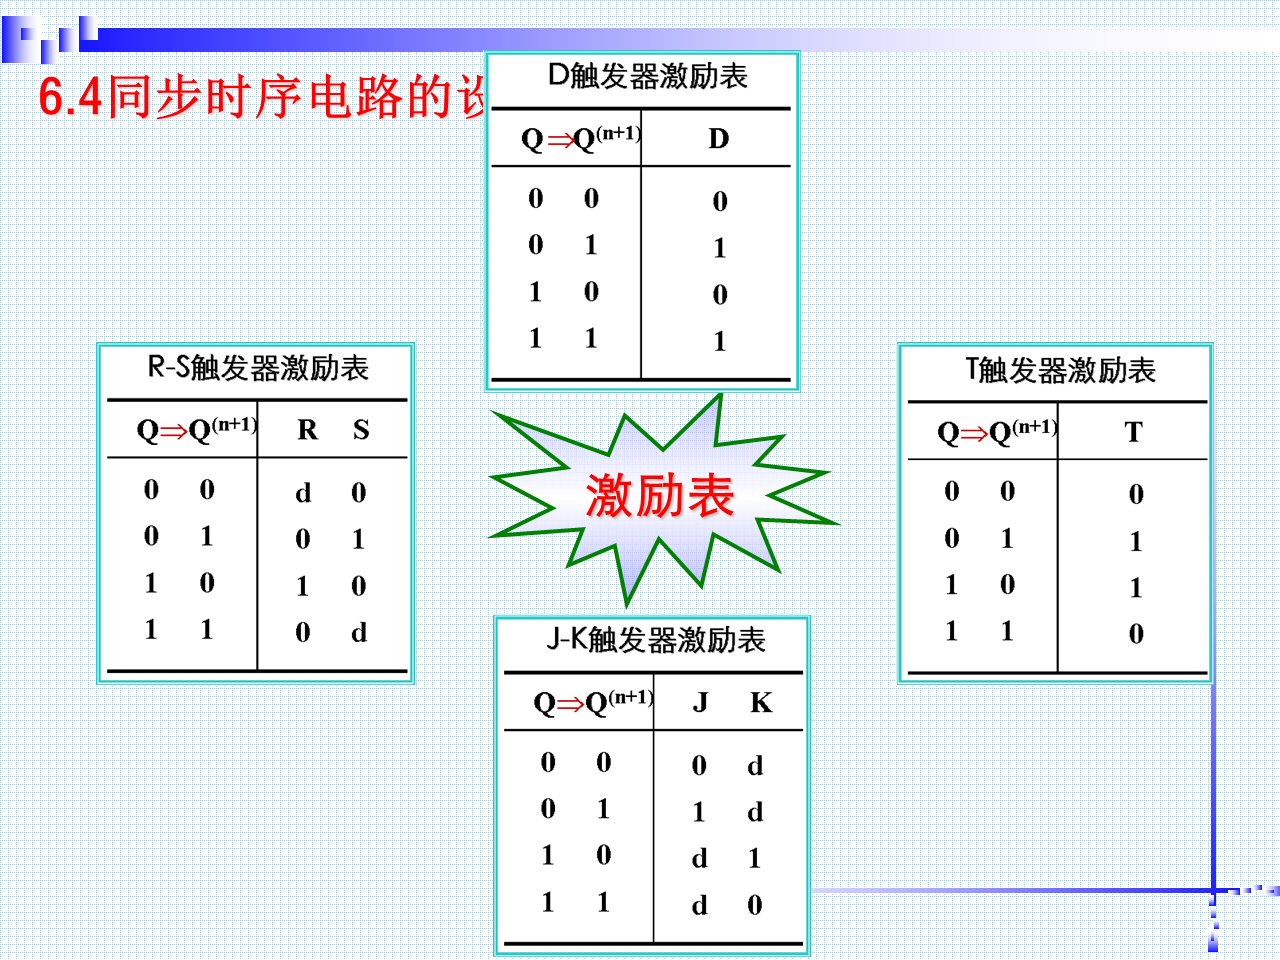 6.4同步时序电路的设
D触发器激励表
Q⇒Q(n+1) D
0 0 0
0 1 1
1 0 0
1 1 1
R-S触发器激励表
Q⇒Q(n+1) R S
0 0 d 0
0 1 0 1
1 0 1 0
1 1 0 d
激励表
T触发器激励表
Q⇒Q(n+1) T
0 0 0
0 1 1
1 0 1
1 1 0
J-K触发器激励表
Q⇒Q(n+1) J K
0 0 0 d
0 1 1 d
1 0 d 1
1 1 d 0